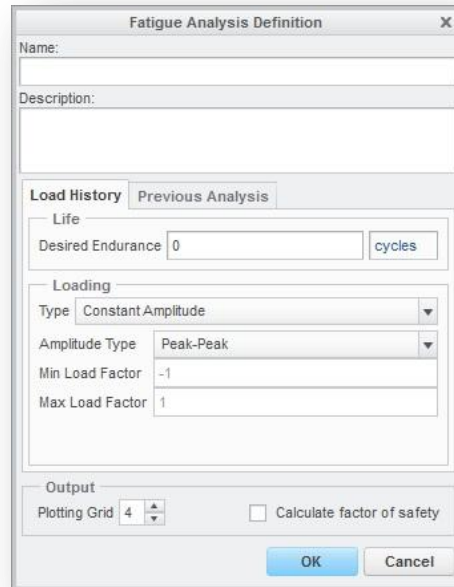 Fatigue Analysis Definition x
Name:
Description:
Load History Previous Analysis
Life
Desired Endurance 0 cycles
Loading
Type Constant Amplitude
Amplitude Type Peak-Peak
Min Load Factor -1
Max Load Factor 1
Output
Plotting Grid 4 Calculate factor of safety
OK Cancel